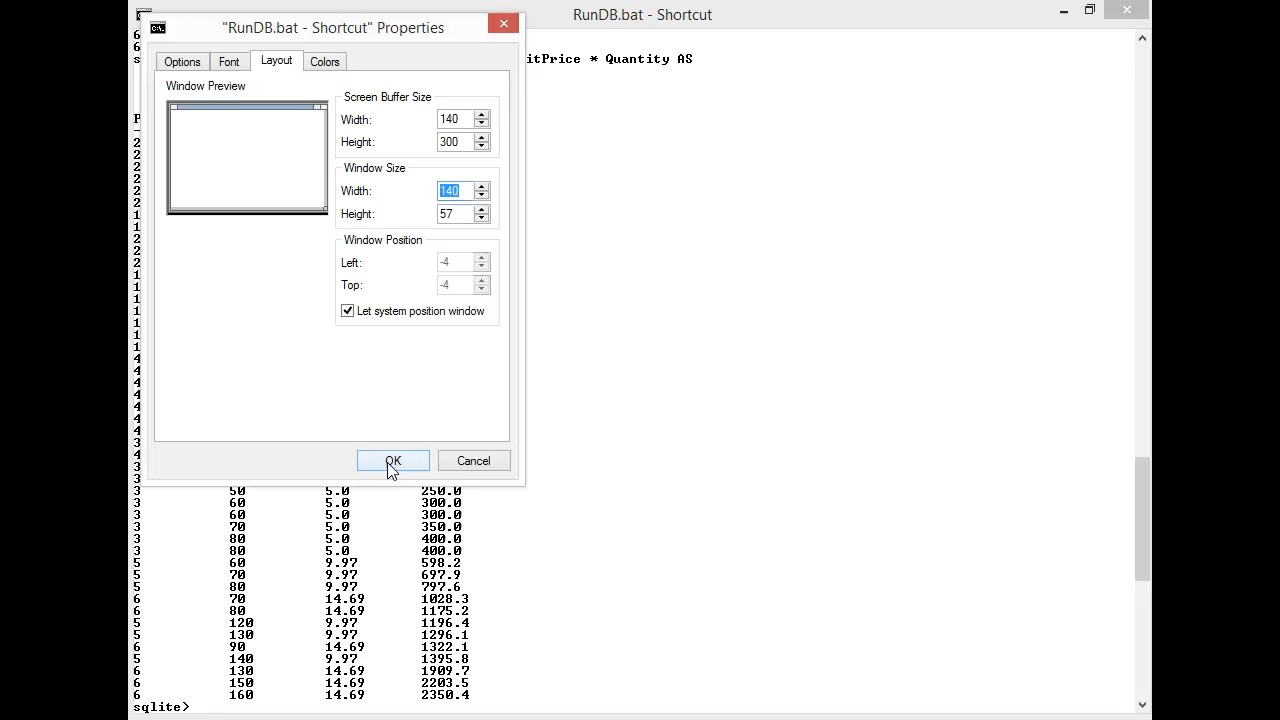 RunDB.bat - Shortcut
"RunDB.bat - Shortcut" Properties
Options Font Layout Colors
Window Preview
Screen Buffer Size
Width: 140
Height: 300
Window Size
Width: 140
Height: 57
Window Position
Left: -4
Top: -4
Let system position window
OK Cancel
itPrice * Quantity AS
3 50 5.0 250.0
3 60 5.0 300.0
3 60 5.0 300.0
3 70 5.0 350.0
3 80 5.0 400.0
3 80 5.0 400.0
5 60 9.97 598.2
5 70 9.97 697.9
5 80 9.97 797.6
6 70 14.69 1028.3
6 80 14.69 1175.2
5 120 9.97 1196.4
5 130 9.97 1296.1
6 90 14.69 1322.1
5 140 9.97 1395.8
6 130 14.69 1909.7
6 150 14.69 2203.5
6 160 14.69 2350.4
sqlite>